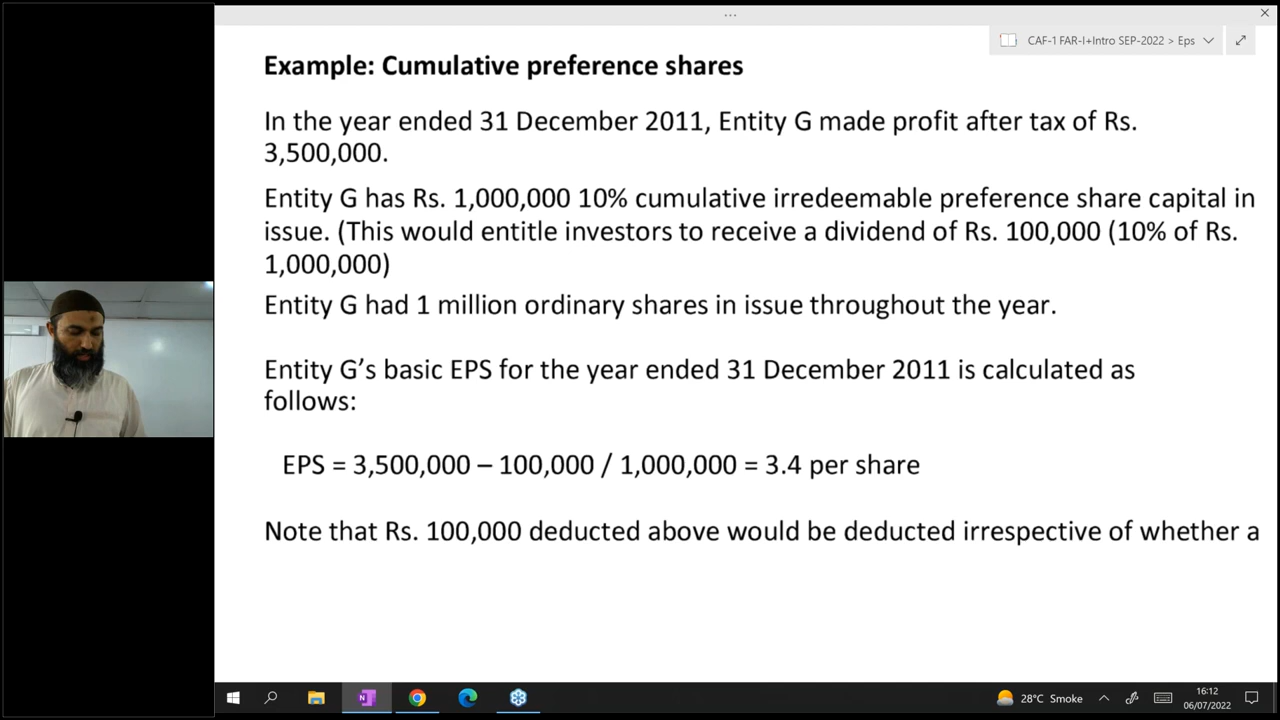 ...
CAF-1 FAR-I+Intro SEP-2022 > Eps
Example: Cumulative preference shares
In the year ended 31 December 2011, Entity G made profit after tax of Rs.
3,500,000.
Entity G has Rs. 1,000,000 10% cumulative irredeemable preference share capital in
issue. (This would entitle investors to receive a dividend of Rs. 100,000 (10% of Rs.
1,000,000)
Entity G had 1 million ordinary shares in issue throughout the year.
Entity G’s basic EPS for the year ended 31 December 2011 is calculated as
follows:
EPS = 3,500,000 – 100,000 / 1,000,000 = 3.4 per share
Note that Rs. 100,000 deducted above would be deducted irrespective of whether a
28°C Smoke
16:12
06/07/2022